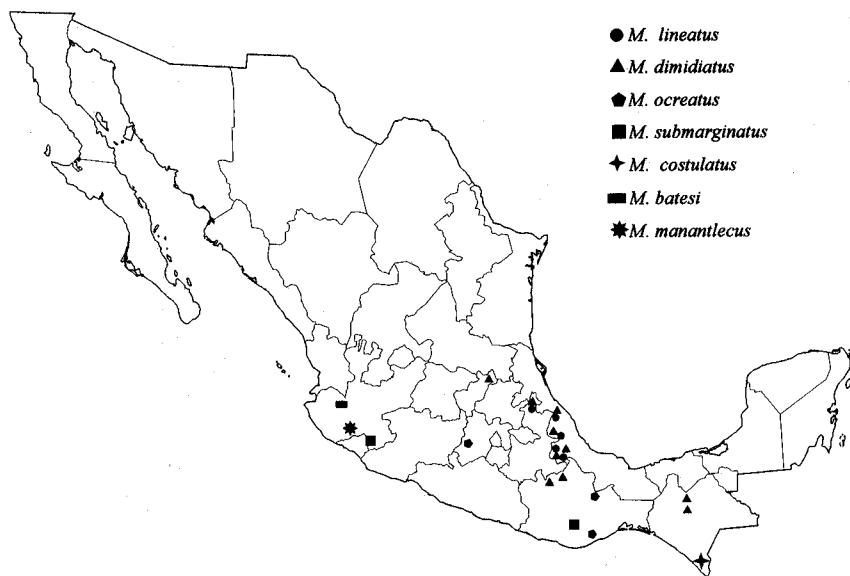 M. lineatus
M. dimidiatus
M. ocreatus
M. submarginatus
M. costulatus
M. batesi
M. manantlecus